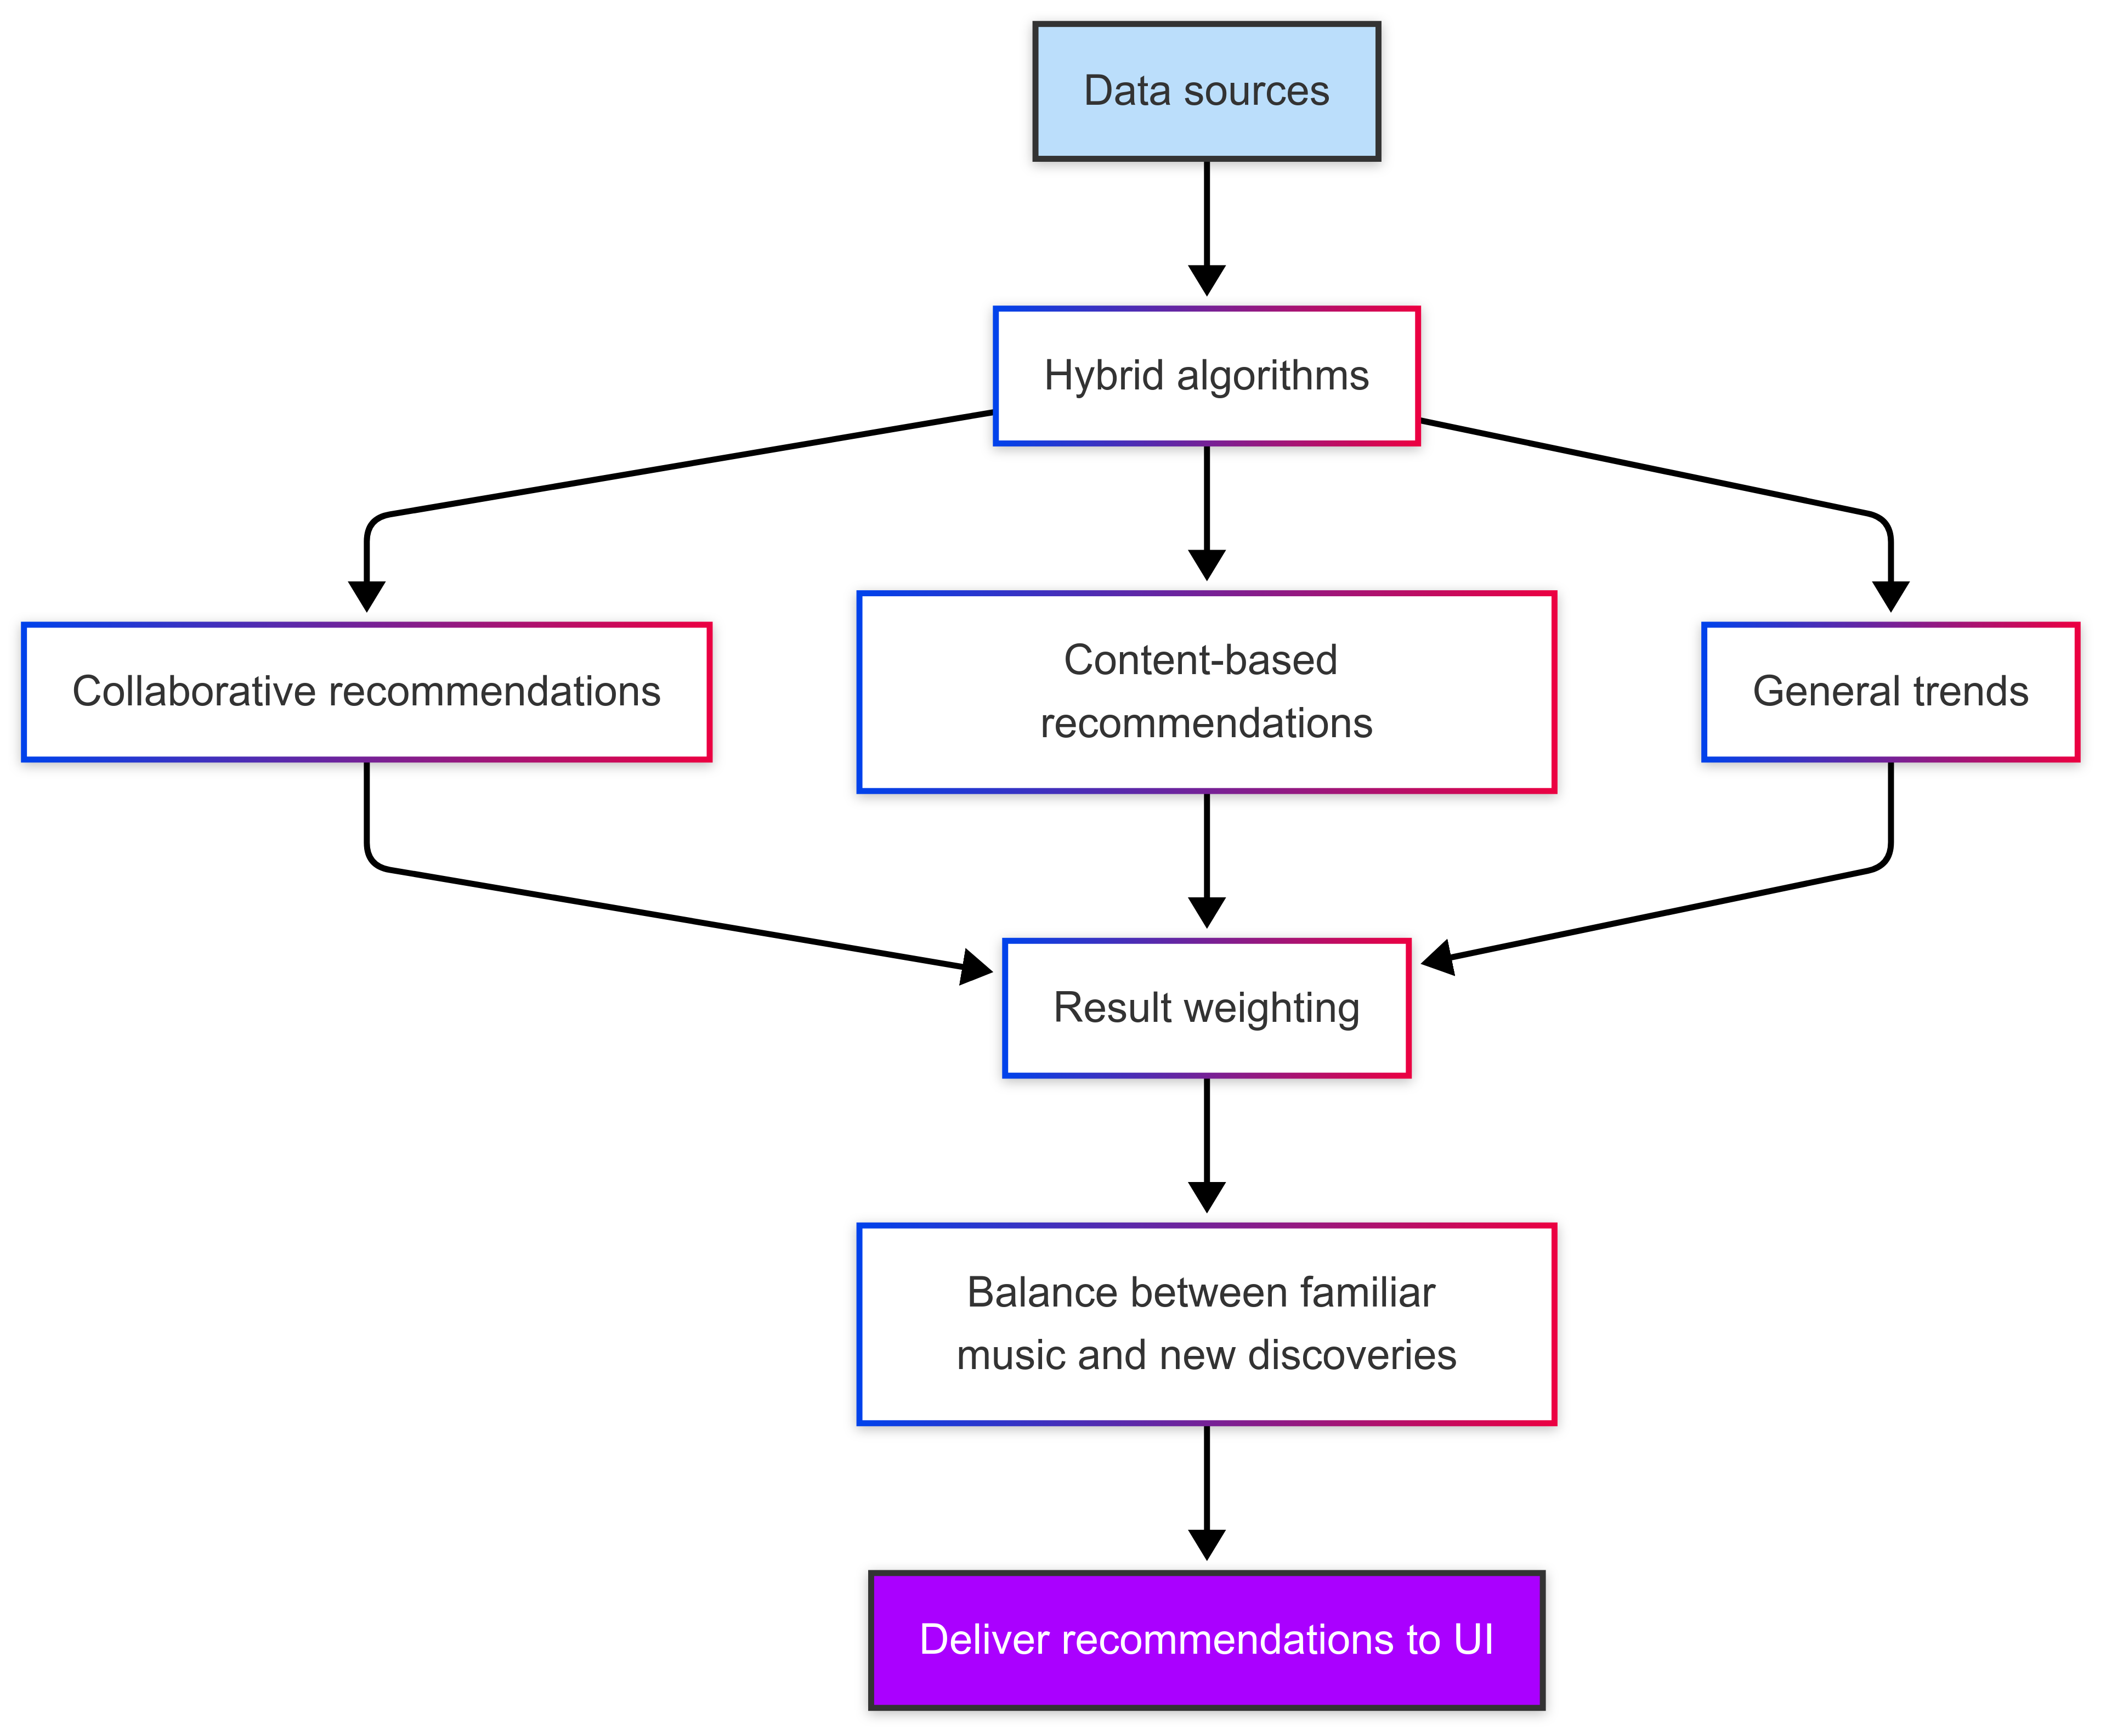 Data sources
Hybrid algorithms
Collaborative recommendations
Content-based
recommendations
General trends
Result weighting
Balance between familiar
music and new discoveries
Deliver recommendations to UI